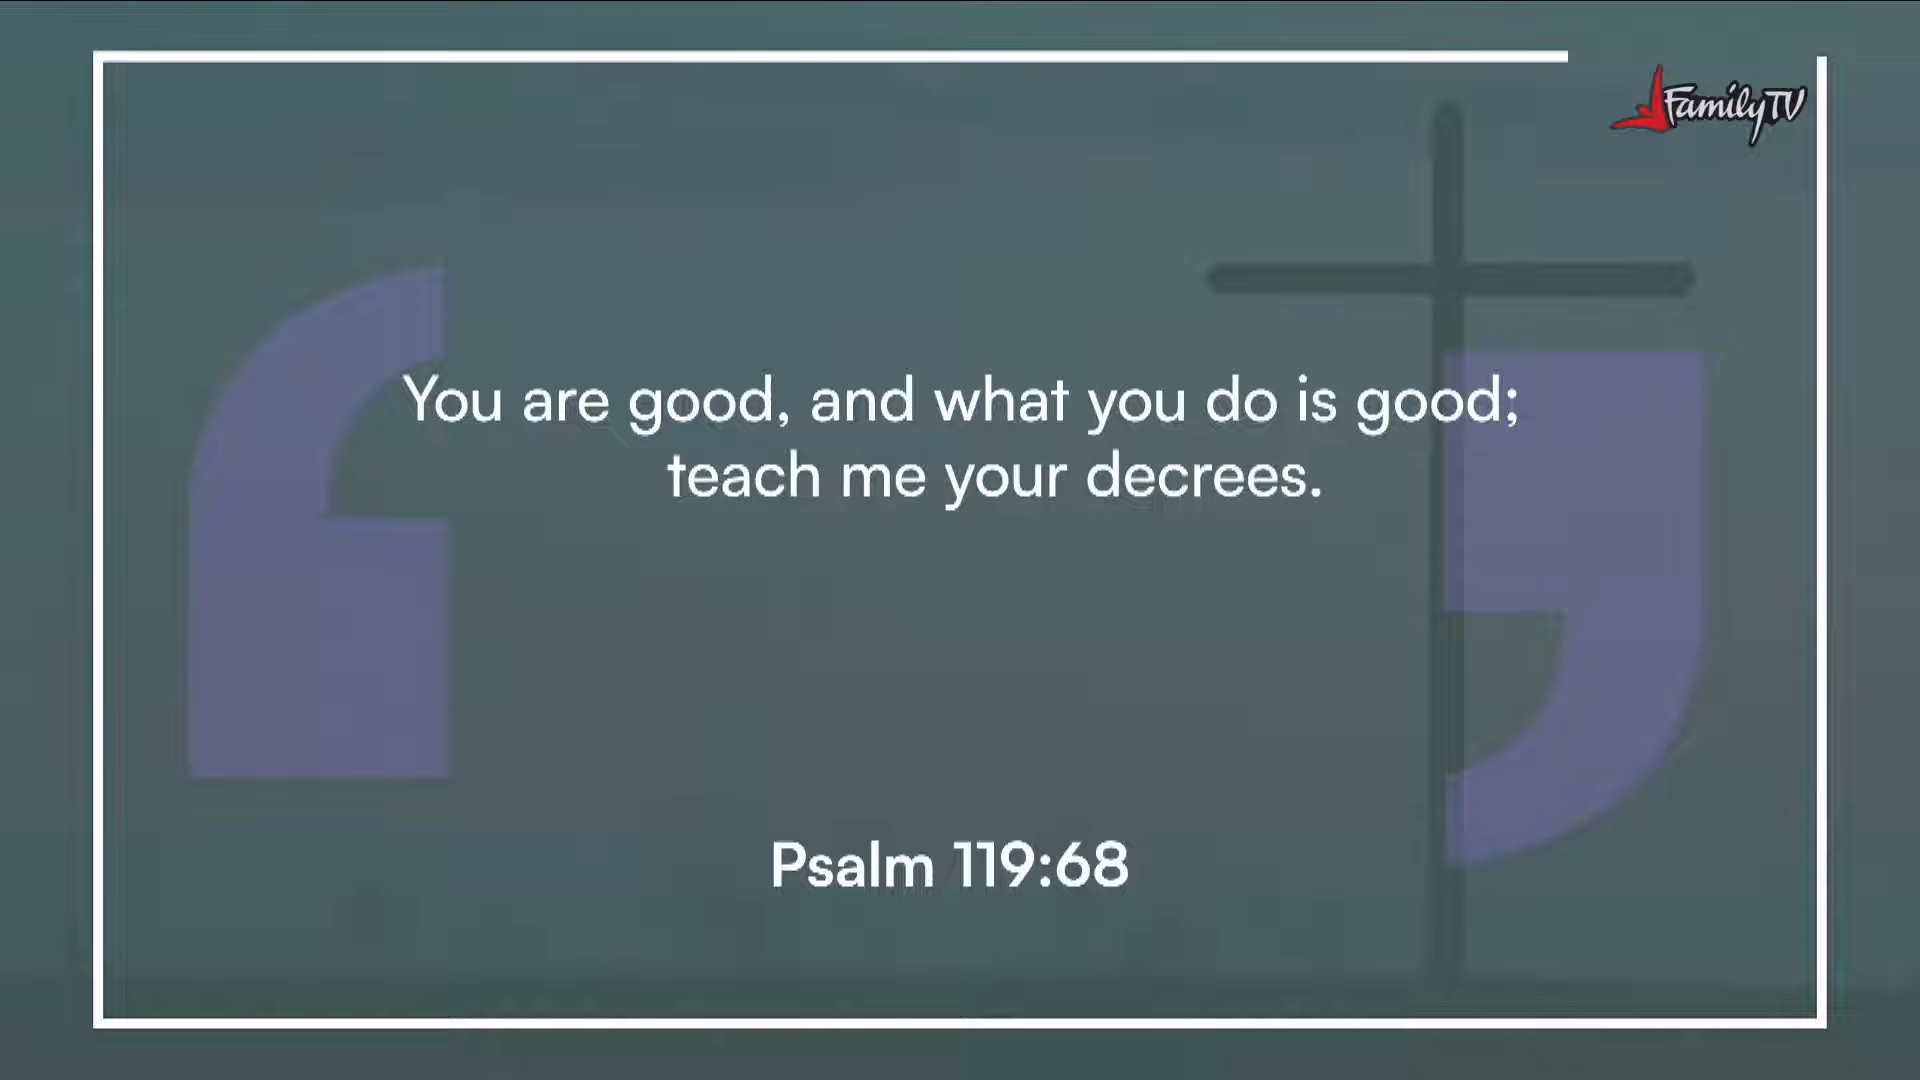 FamilyTV
You are good, and what you do is good;
teach me your decrees.
Psalm 119:68